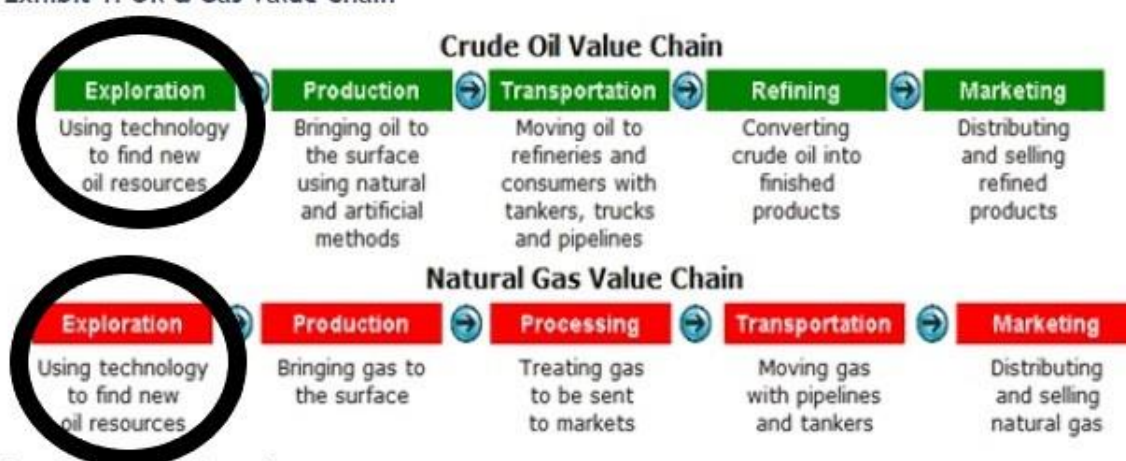 Crude Oil Value Chain
Exploration Production Transportation Refining Marketing
Using technology to find new oil resources
Bringing oil to the surface using natural and artificial methods
Moving oil to refineries and consumers with tankers, trucks and pipelines
Converting crude oil into finished products
Distributing and selling refined products
Natural Gas Value Chain
Exploration Production Processing Transportation Marketing
Using technology to find new oil resources
Bringing gas to the surface
Treating gas to be sent to markets
Moving gas with pipelines and tankers
Distributing and selling natural gas